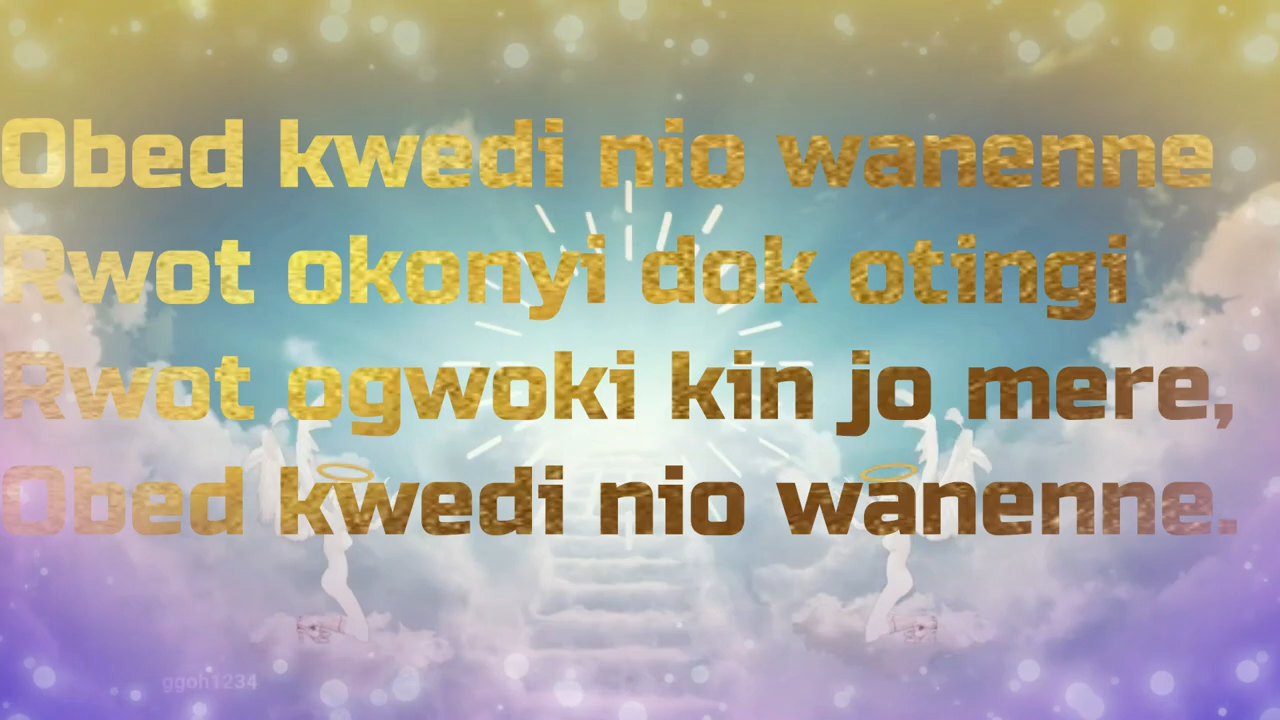 Obed kwedi nio wanenne
Rwot okonyi dok otingi
Rwot ogwoki kin jo mere,
Obed kwedi nio wanenne.
ggoh1234